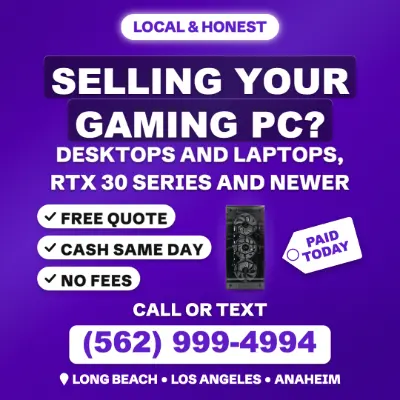 LOCAL & HONEST
SELLING YOUR
GAMING PC?
DESKTOPS AND LAPTOPS,
RTX 30 SERIES AND NEWER
FREE QUOTE
CASH SAME DAY
NO FEES
PAID
TODAY
CALL OR TEXT
(562) 999-4994
LONG BEACH • LOS ANGELES • ANAHEIM